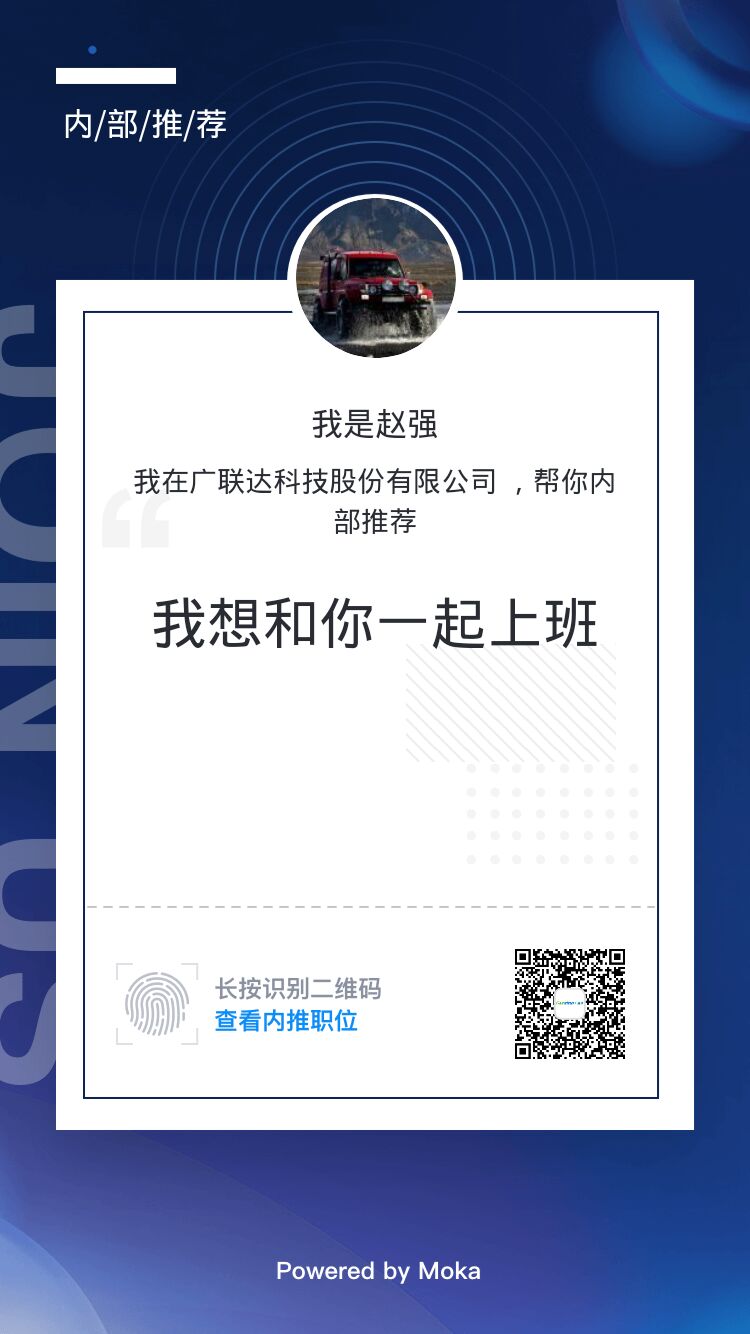 内/部/推/荐
我是赵强
我在广联达科技股份有限公司 ，帮你内
部推荐
我想和你一起上班
长按识别二维码
查看内推职位
Powered by Moka